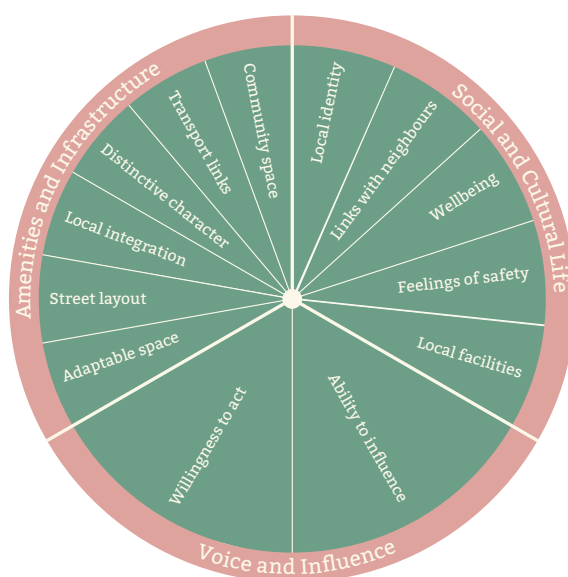 Amenities and Infrastructure
Community space
Transport links
Distinctive character
Local integration
Street layout
Adaptable space
Social and Cultural Life
Local identity
Links with neighbours
Wellbeing
Feelings of safety
Local facilities
Voice and Influence
Willingness to act
Ability to influence